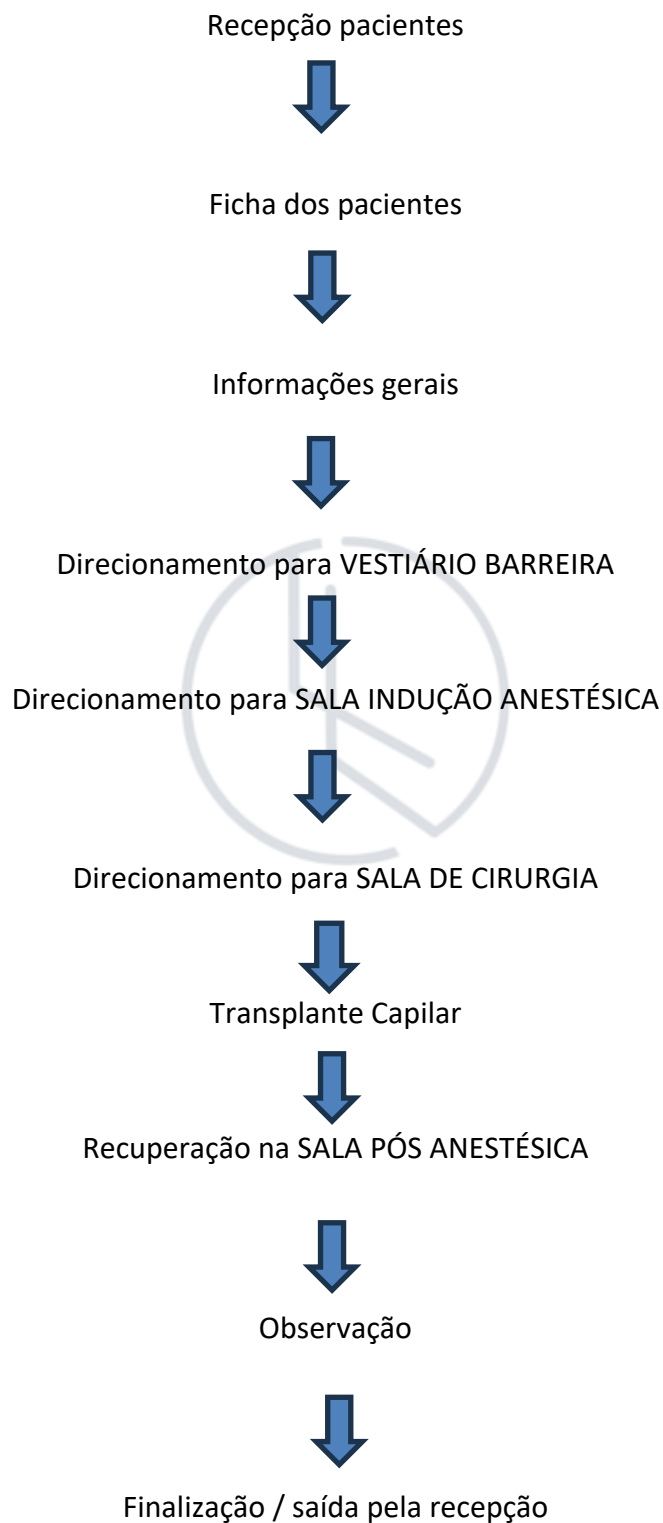 Recepção pacientes
Ficha dos pacientes
Informações gerais
Direcionamento para VESTIÁRIO BARREIRA
Direcionamento para SALA INDUÇÃO ANESTÉSICA
Direcionamento para SALA DE CIRURGIA
Transplante Capilar
Recuperação na SALA PÓS ANESTÉSICA
Observação
Finalização / saída pela recepção